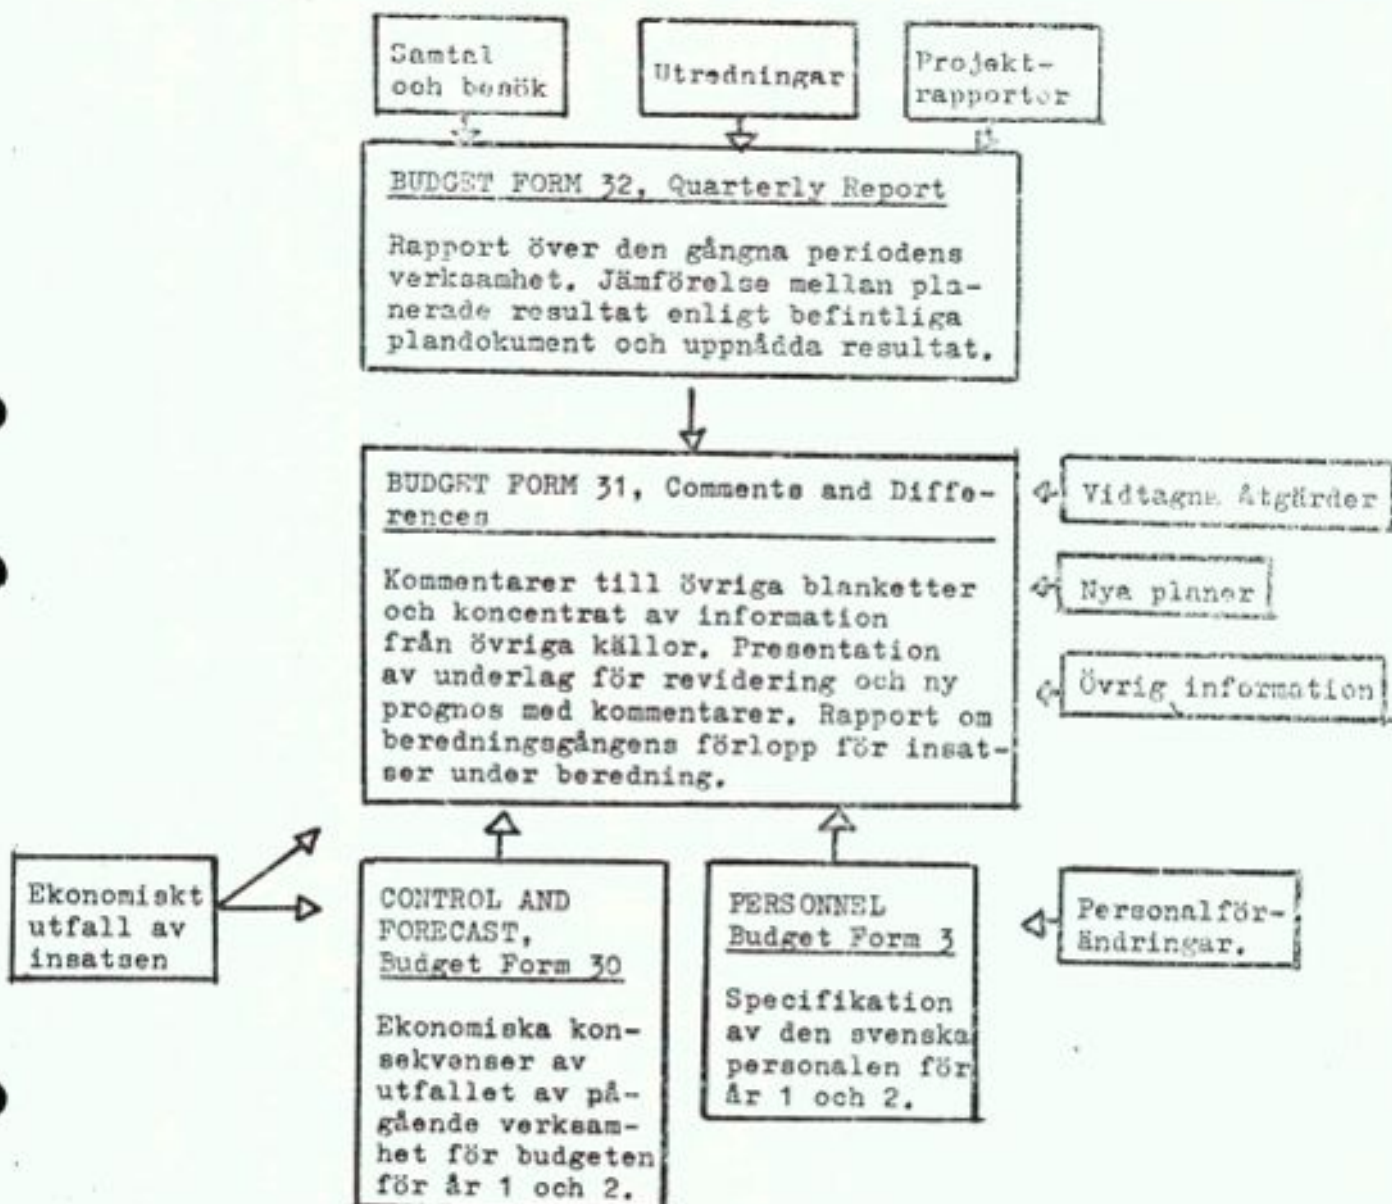 Samtal
och besök
Utredningar
Projekt-
rapporter
BUDGET FORM 32, Quarterly Report
Rapport över den gångna periodens
verksamhet. Jämförelse mellan pla-
nerade resultat enligt befintliga
plandokument och uppnådda resultat.
BUDGET FORM 31, Comments and Diffe-
rences
Kommentarer till övriga blanketter
och koncentrat av information
från övriga källor. Presentation
av underlag för revidering och ny
prognos med kommentarer. Rapport om
beredningsgångens förlopp för insat-
ser under beredning.
Vidtagna åtgärder
Nya planer
Övrig information
Ekonomiskt
utfall av
insatsen
CONTROL AND
FORECAST,
Budget Form 30
Ekonomiska kon-
sekvenser av
utfallet av på-
gående verksam-
het för budgeten
för år 1 och 2.
PERSONNEL
Budget Form 3
Specifikation
av den svenska
personalen för
år 1 och 2.
Personalför-
ändringar.